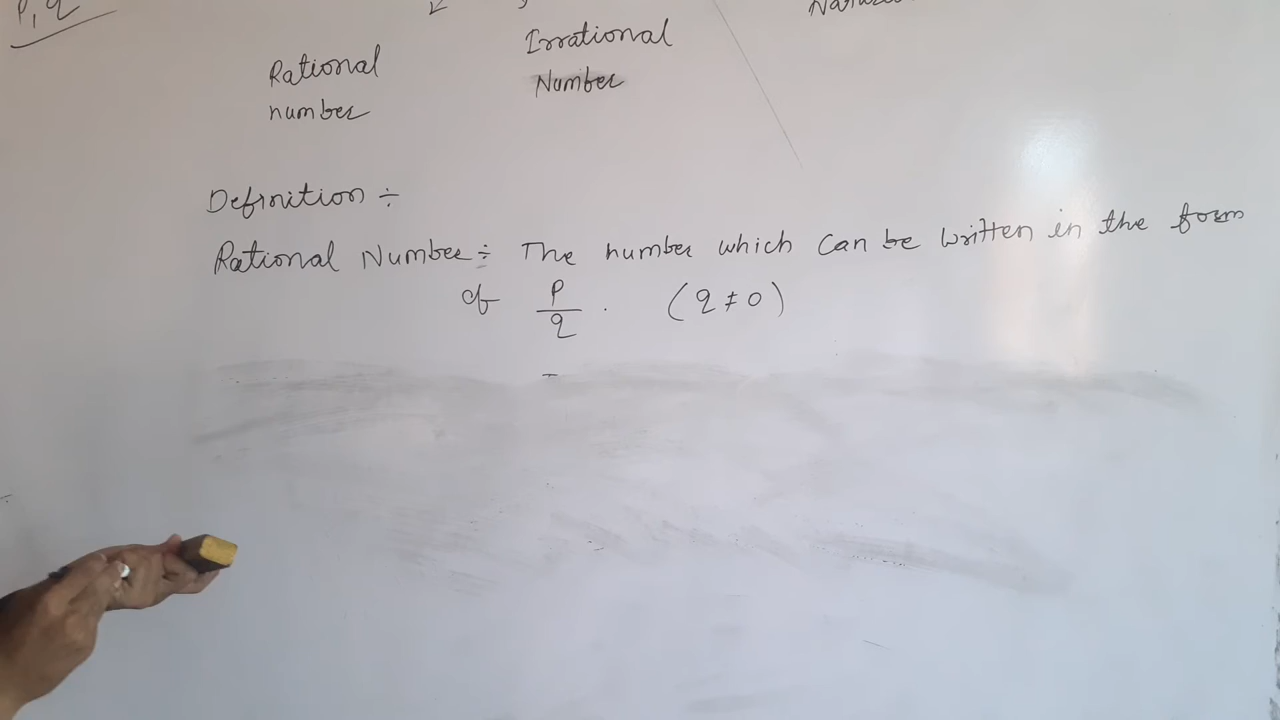 P, q
Irrational
Rational
Number
number
Definition ÷
Rational Number ÷ The number which can be written in the form
of P/q . (q ≠ 0)